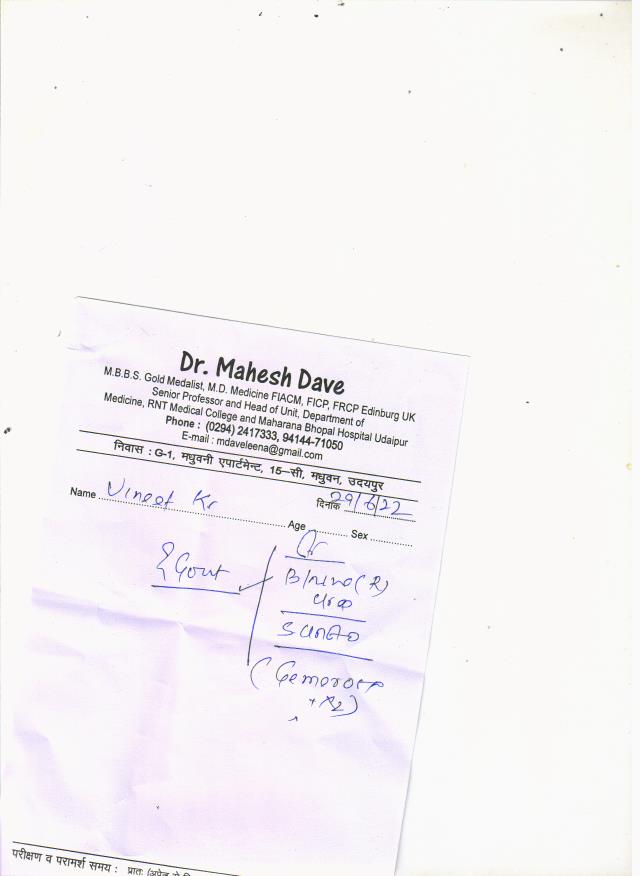 Dr. Mahesh Dave
M.B.B.S. Gold Medalist, M.D. Medicine FIACM, FICP, FRCP Edinburg UK
Senior Professor and Head of Unit, Department of
Medicine, RNT Medical College and Maharana Bhopal Hospital Udaipur
Phone : (0294) 2417333, 94144-71050
E-mail : mdaveleena@gmail.com
निवास : G-1, मधुवनी एपार्टमेन्ट, 15–सी, मधुवन, उदयपुर
Name Vineet Kr
दिनांक 29/6/22
Age Sex
Gout
परीक्षण व परामर्श समय : प्रातः